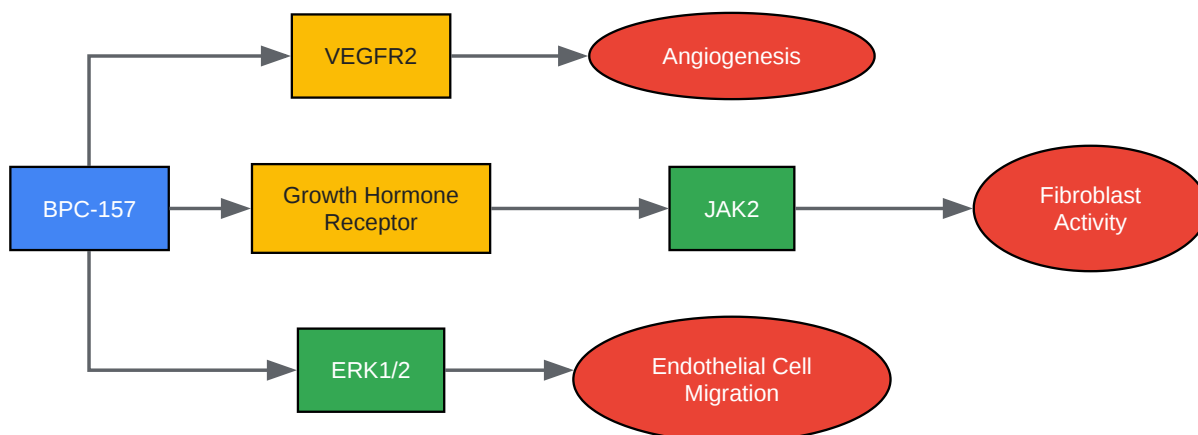 VEGFR2
Angiogenesis
BPC-157
Growth Hormone
Receptor
JAK2
Fibroblast
Activity
ERK1/2
Endothelial Cell
Migration